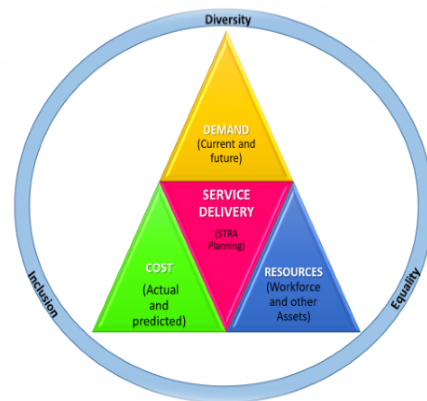 Diversity
DEMAND
(Current and
future)
SERVICE
DELIVERY
(STRA
Planning)
COST
(Actual
and
predicted)
RESOURCES
(Workforce
and other
Assets)
Inclusion
Equality